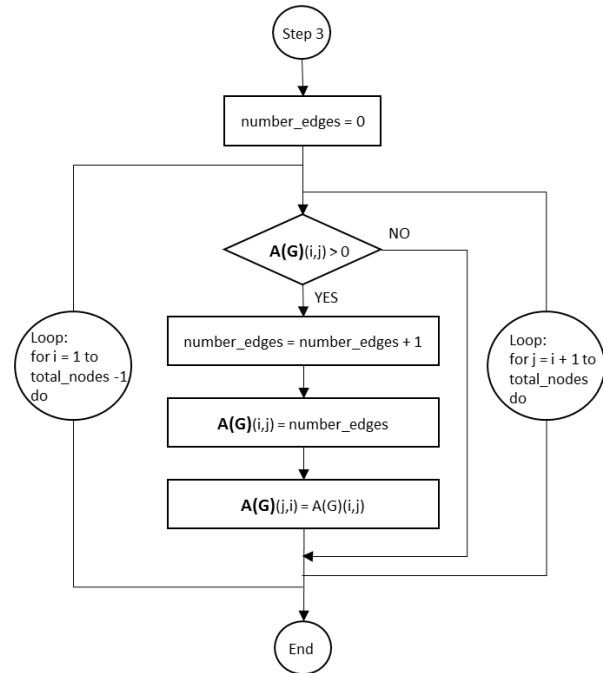 Step 3
number_edges = 0
A(G)(i,j) > 0
NO
YES
Loop:
for i = 1 to
total_nodes -1
do
number_edges = number_edges + 1
Loop:
for j = i + 1 to
total_nodes
do
A(G)(i,j) = number_edges
A(G)(j,i) = A(G)(i,j)
End